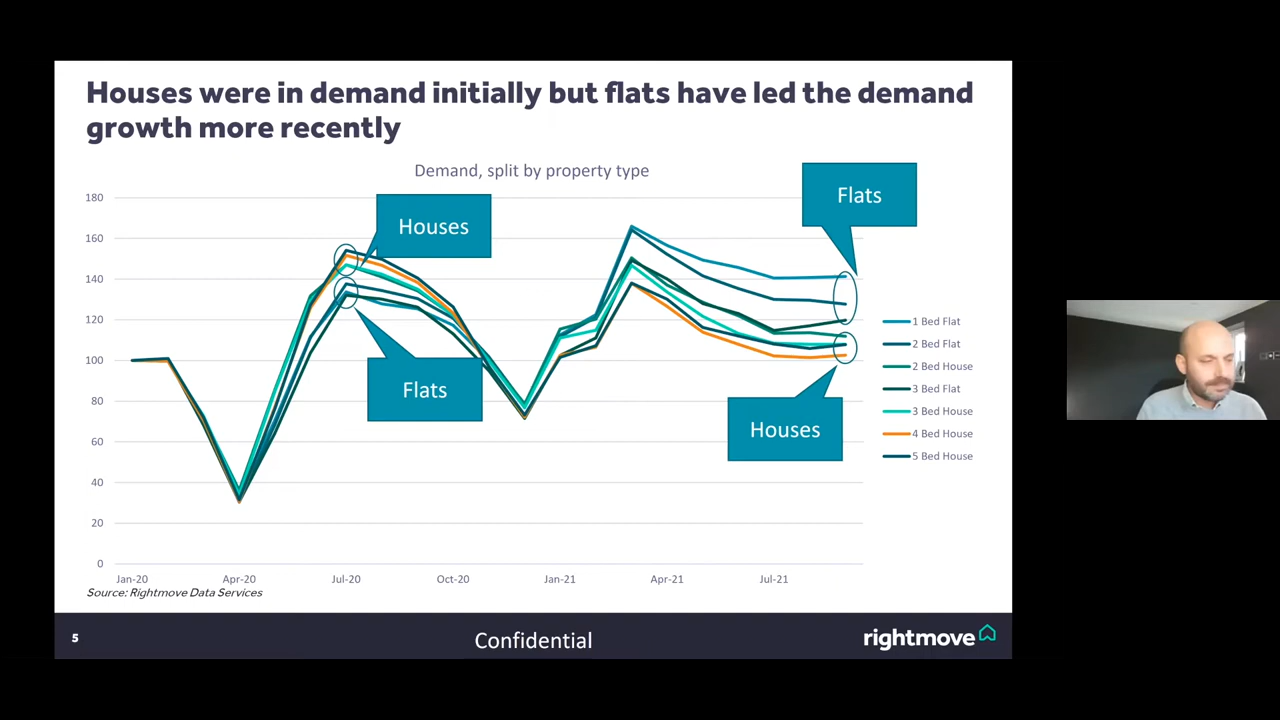 Houses were in demand initially but flats have led the demand
growth more recently
Demand, split by property type
Flats
Houses
Flats
Houses
180
160
140
120
100
80
60
40
20
0
Jan-20
Apr-20
Jul-20
Oct-20
Jan-21
Apr-21
Jul-21
1 Bed Flat
2 Bed Flat
2 Bed House
3 Bed Flat
3 Bed House
4 Bed House
5 Bed House
Source: Rightmove Data Services
5
Confidential
rightmove